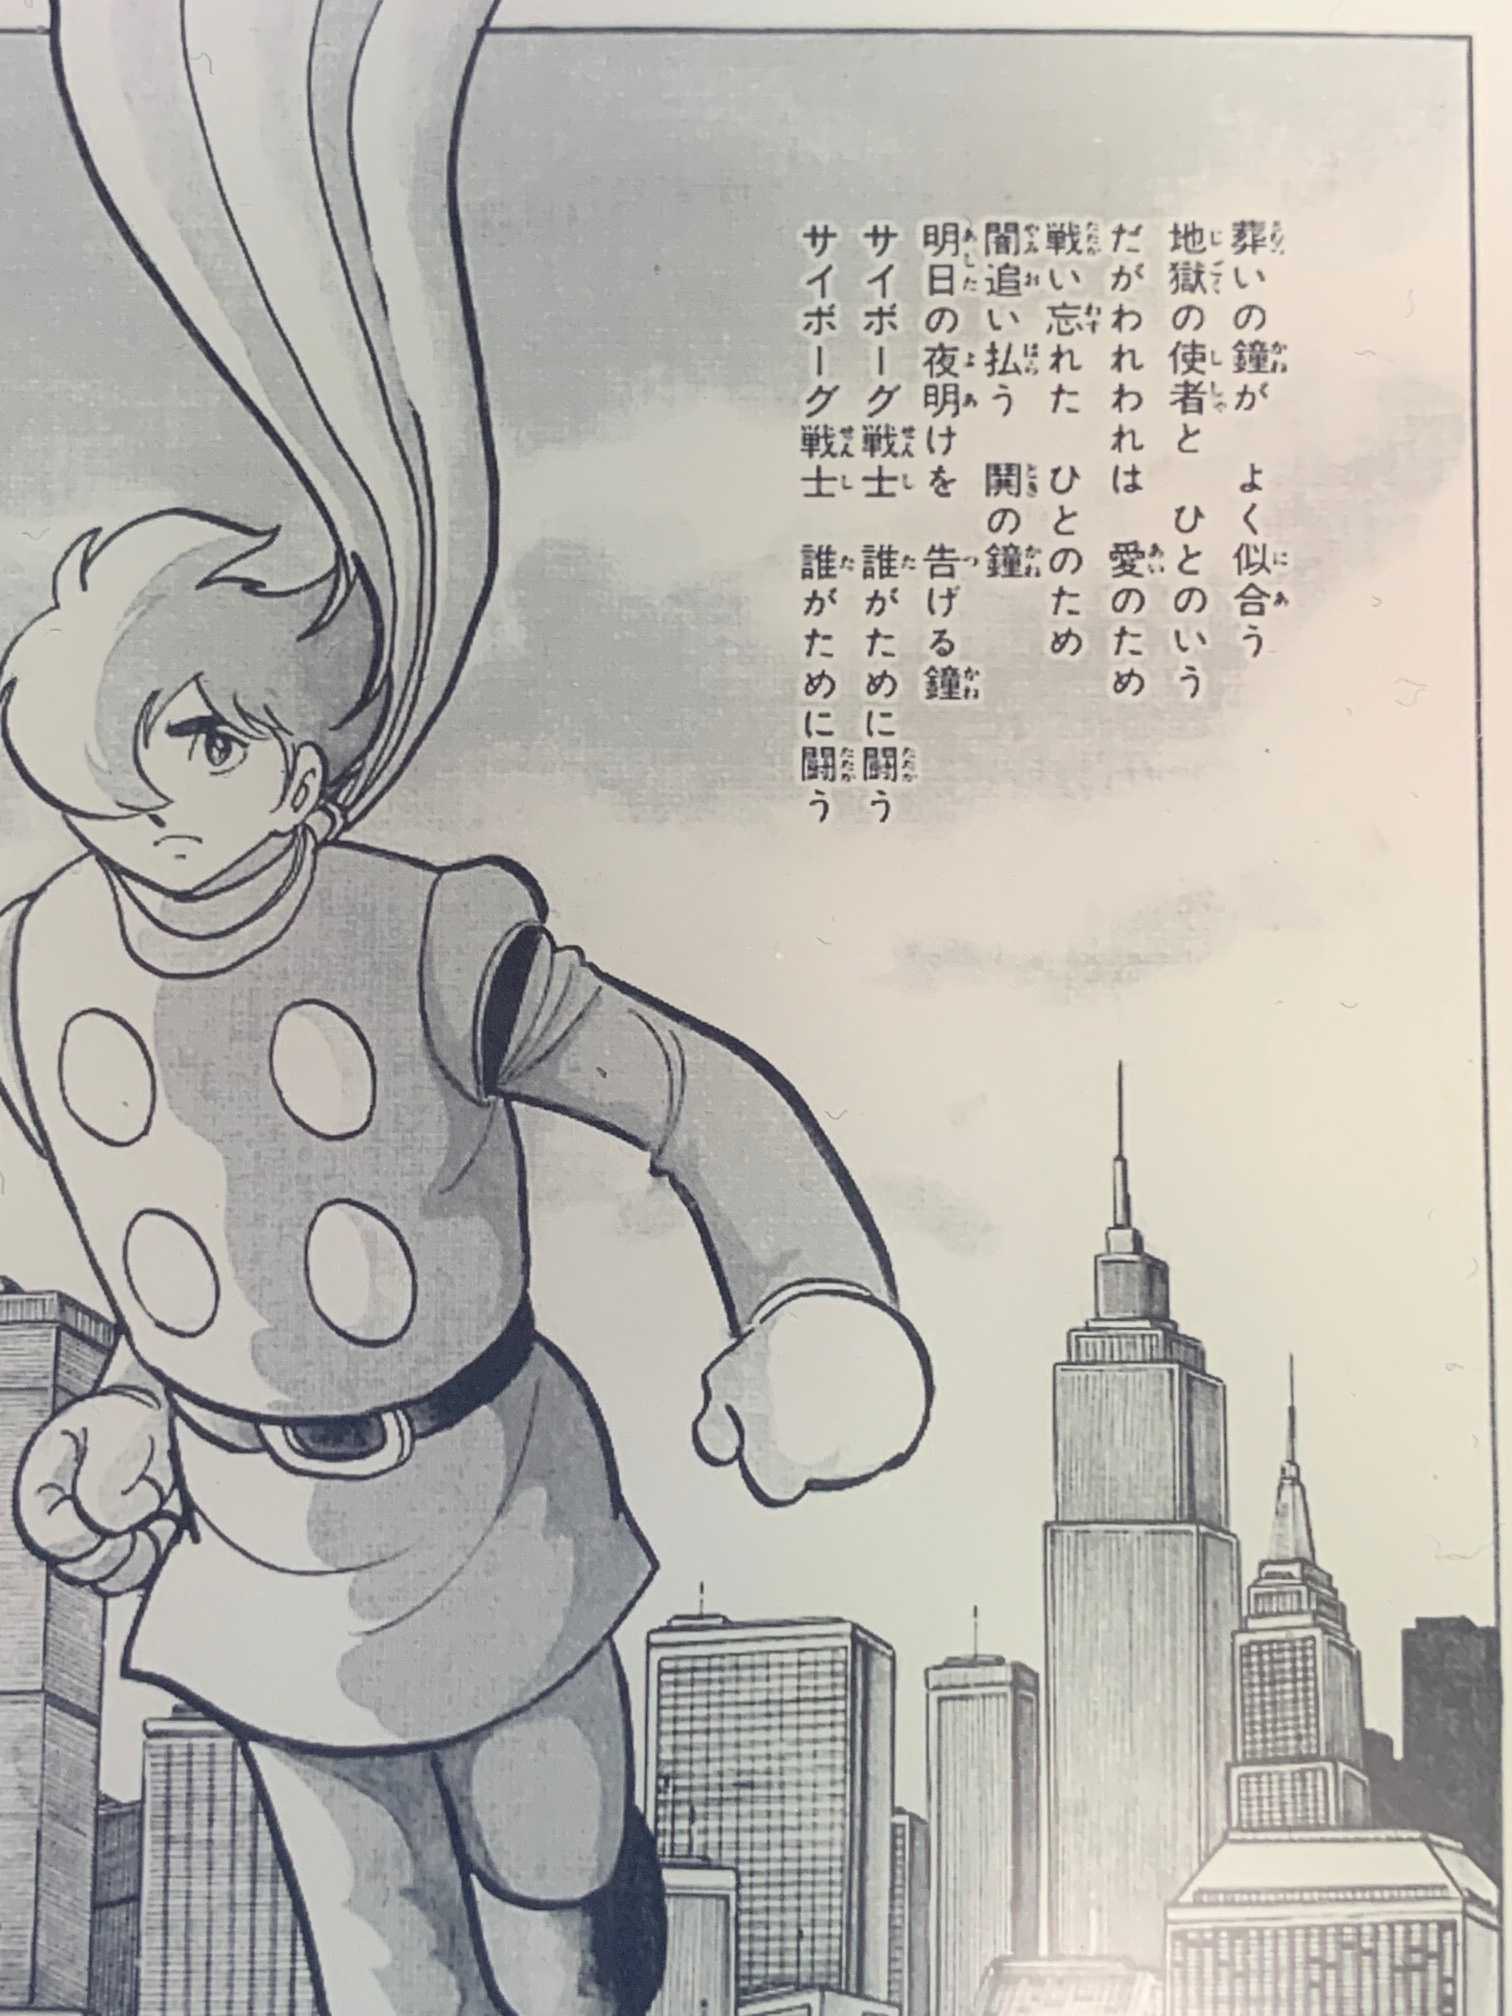 葬いの鐘が　よく似合う
地獄の使者と　ひとのいう
だがわれわれは　愛のため
戦い忘れた　ひとのため
闇追い払う　鬨の鐘
明日の夜明けを　告げる鐘
サイボーグ戦士　誰がために闘う
サイボーグ戦士　誰がために闘う